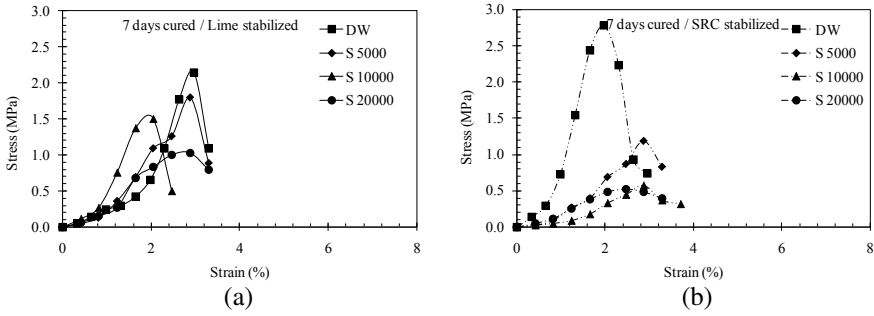 7 days cured / Lime stabilized
DW
S 5000
S 10000
S 20000
3.0
2.5
2.0
1.5
1.0
0.5
0.0
Stress (MPa)
0
2
4
6
8
Strain (%)
(a)
7 days cured / SRC stabilized
DW
S 5000
S 10000
S 20000
3.0
2.5
2.0
1.5
1.0
0.5
0.0
Stress (MPa)
0
2
4
6
8
Strain (%)
(b)